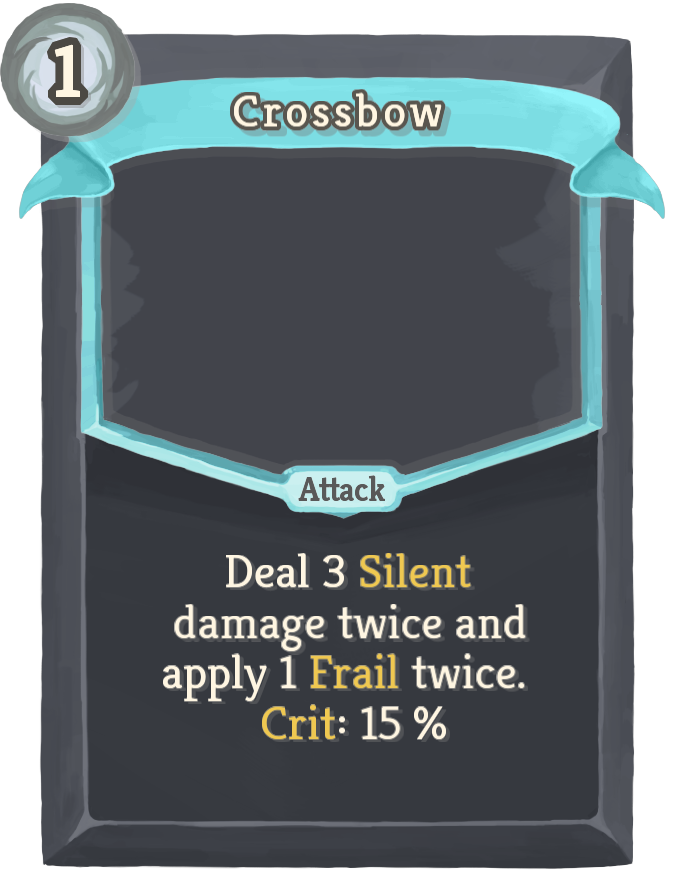 1
Crossbow
Attack
Deal 3 Silent
damage twice and
apply 1 Frail twice.
Crit: 15 %